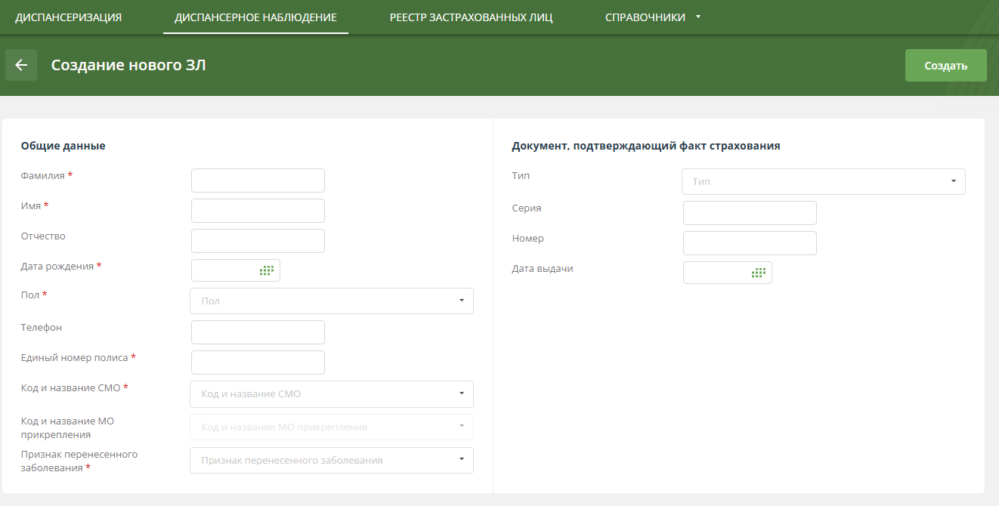 ДИСПАНСЕРИЗАЦИЯ ДИСПАНСЕРНОЕ НАБЛЮДЕНИЕ РЕЕСТР ЗАСТРАХОВАННЫХ ЛИЦ СПРАВОЧНИКИ
Создание нового ЗЛ
Создать
Общие данные
Фамилия *
Имя *
Отчество
Дата рождения *
Пол * Пол
Телефон
Единый номер полиса *
Код и название СМО * Код и название СМО
Код и название МО
прикрепления
Код и название МО прикрепления
Признак перенесенного
заболевания *
Признак перенесенного заболевания
Документ, подтверждающий факт страхования
Тип Тип
Серия
Номер
Дата выдачи